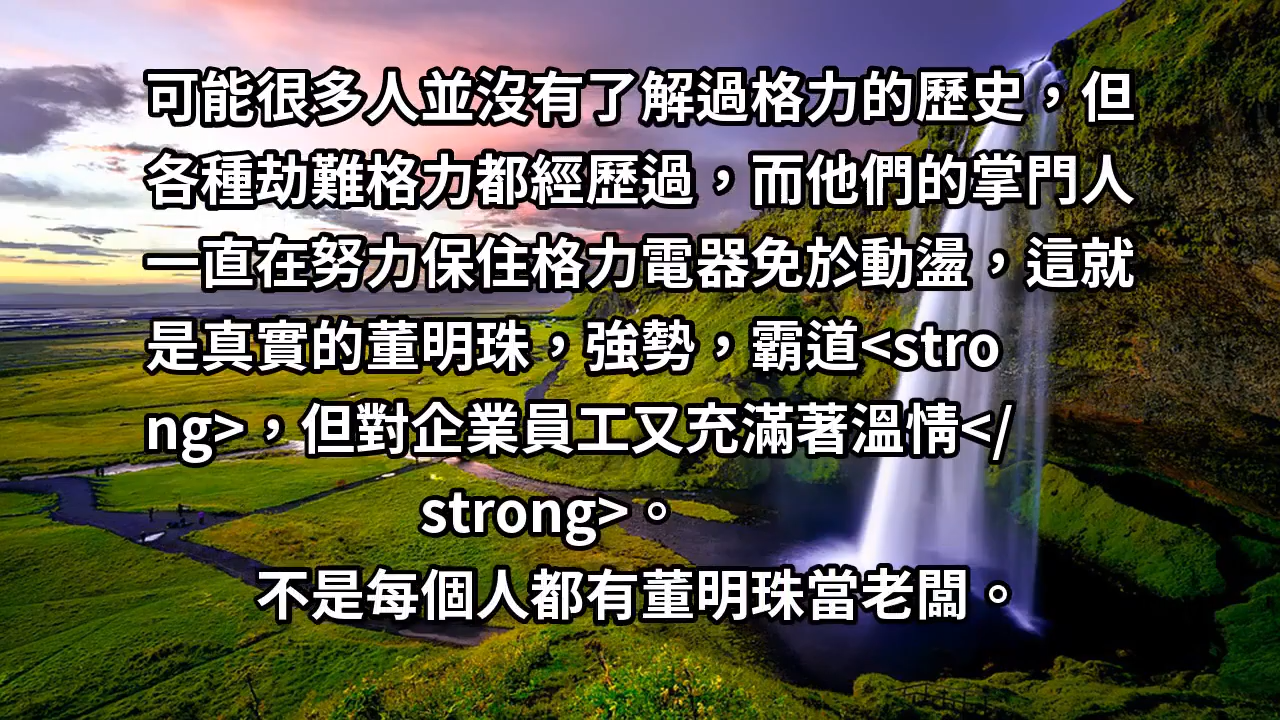 可能很多人並沒有了解過格力的歷史，但
各種劫難格力都經歷過，而他們的掌門人
一直在努力保住格力電器免於動盪，這就
是真實的董明珠，強勢，霸道<stro
ng>，但對企業員工又充滿著溫情</
strong>。
不是每個人都有董明珠當老闆。